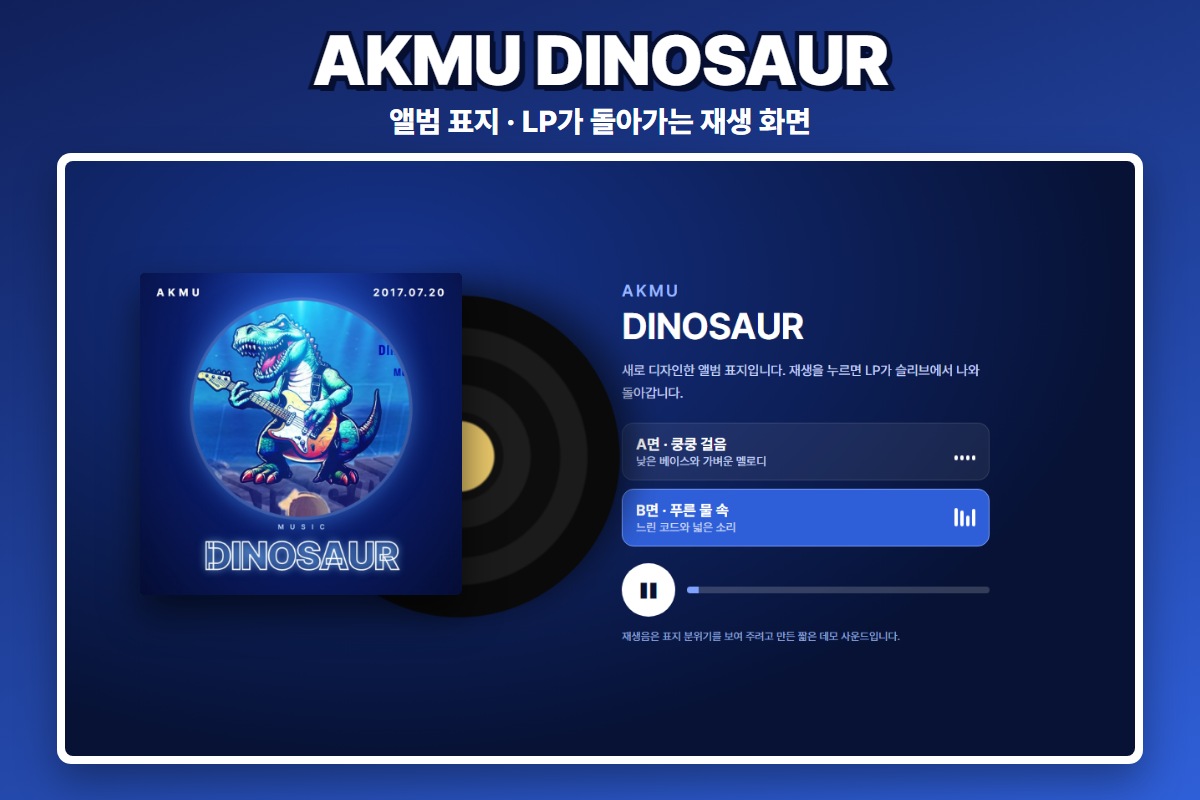 AKMU DINOSAUR
앨범 표지 · LP가 돌아가는 재생 화면
AKMU
2017.07.20
MUSIC
DINOSAUR
AKMU
DINOSAUR
새로 디자인한 앨범 표지입니다. 재생을 누르면 LP가 슬리브에서 나와
돌아갑니다.
A면 · 쿵쿵 걸음
낮은 베이스와 가벼운 멜로디
B면 · 푸른 물 속
느린 코드와 넓은 소리
재생음은 표지 분위기를 보여 주려고 만든 짧은 데모 사운드입니다.